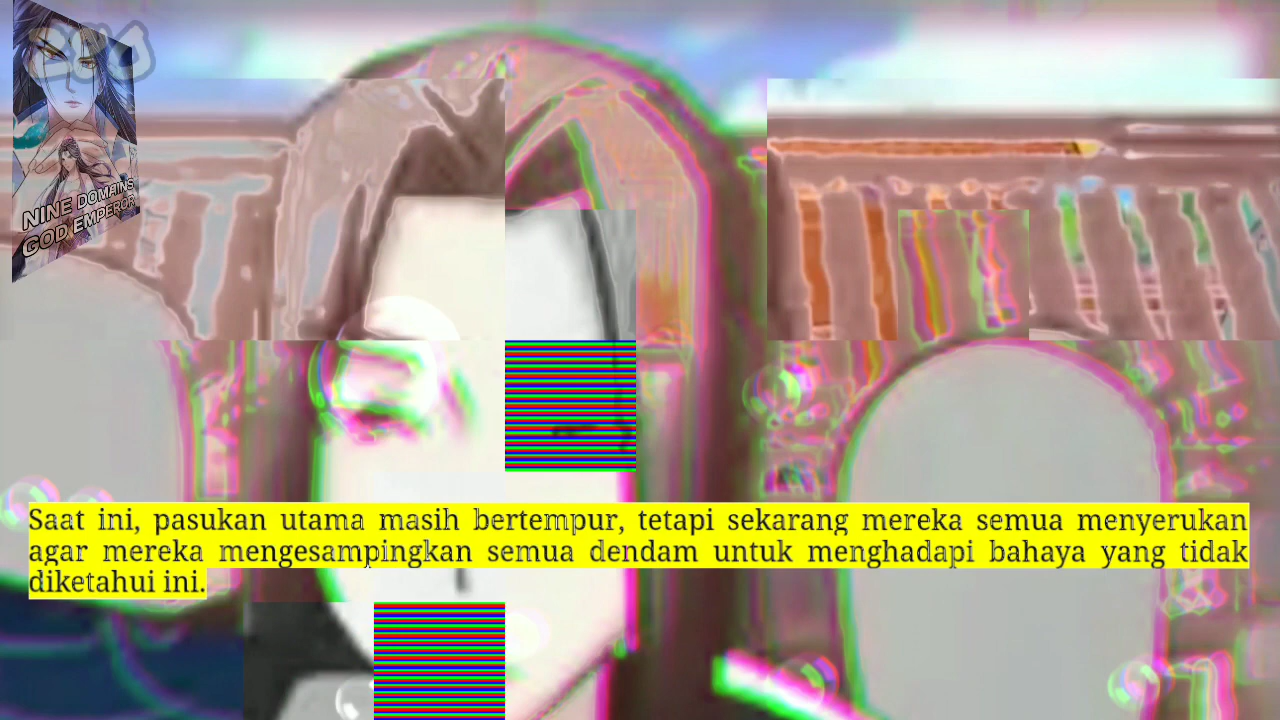 NINE DOMAINS
GOD EMPEROR
Saat ini, pasukan utama masih bertempur, tetapi sekarang mereka semua menyerukan
agar mereka mengesampingkan semua dendam untuk menghadapi bahaya yang tidak
diketahui ini.